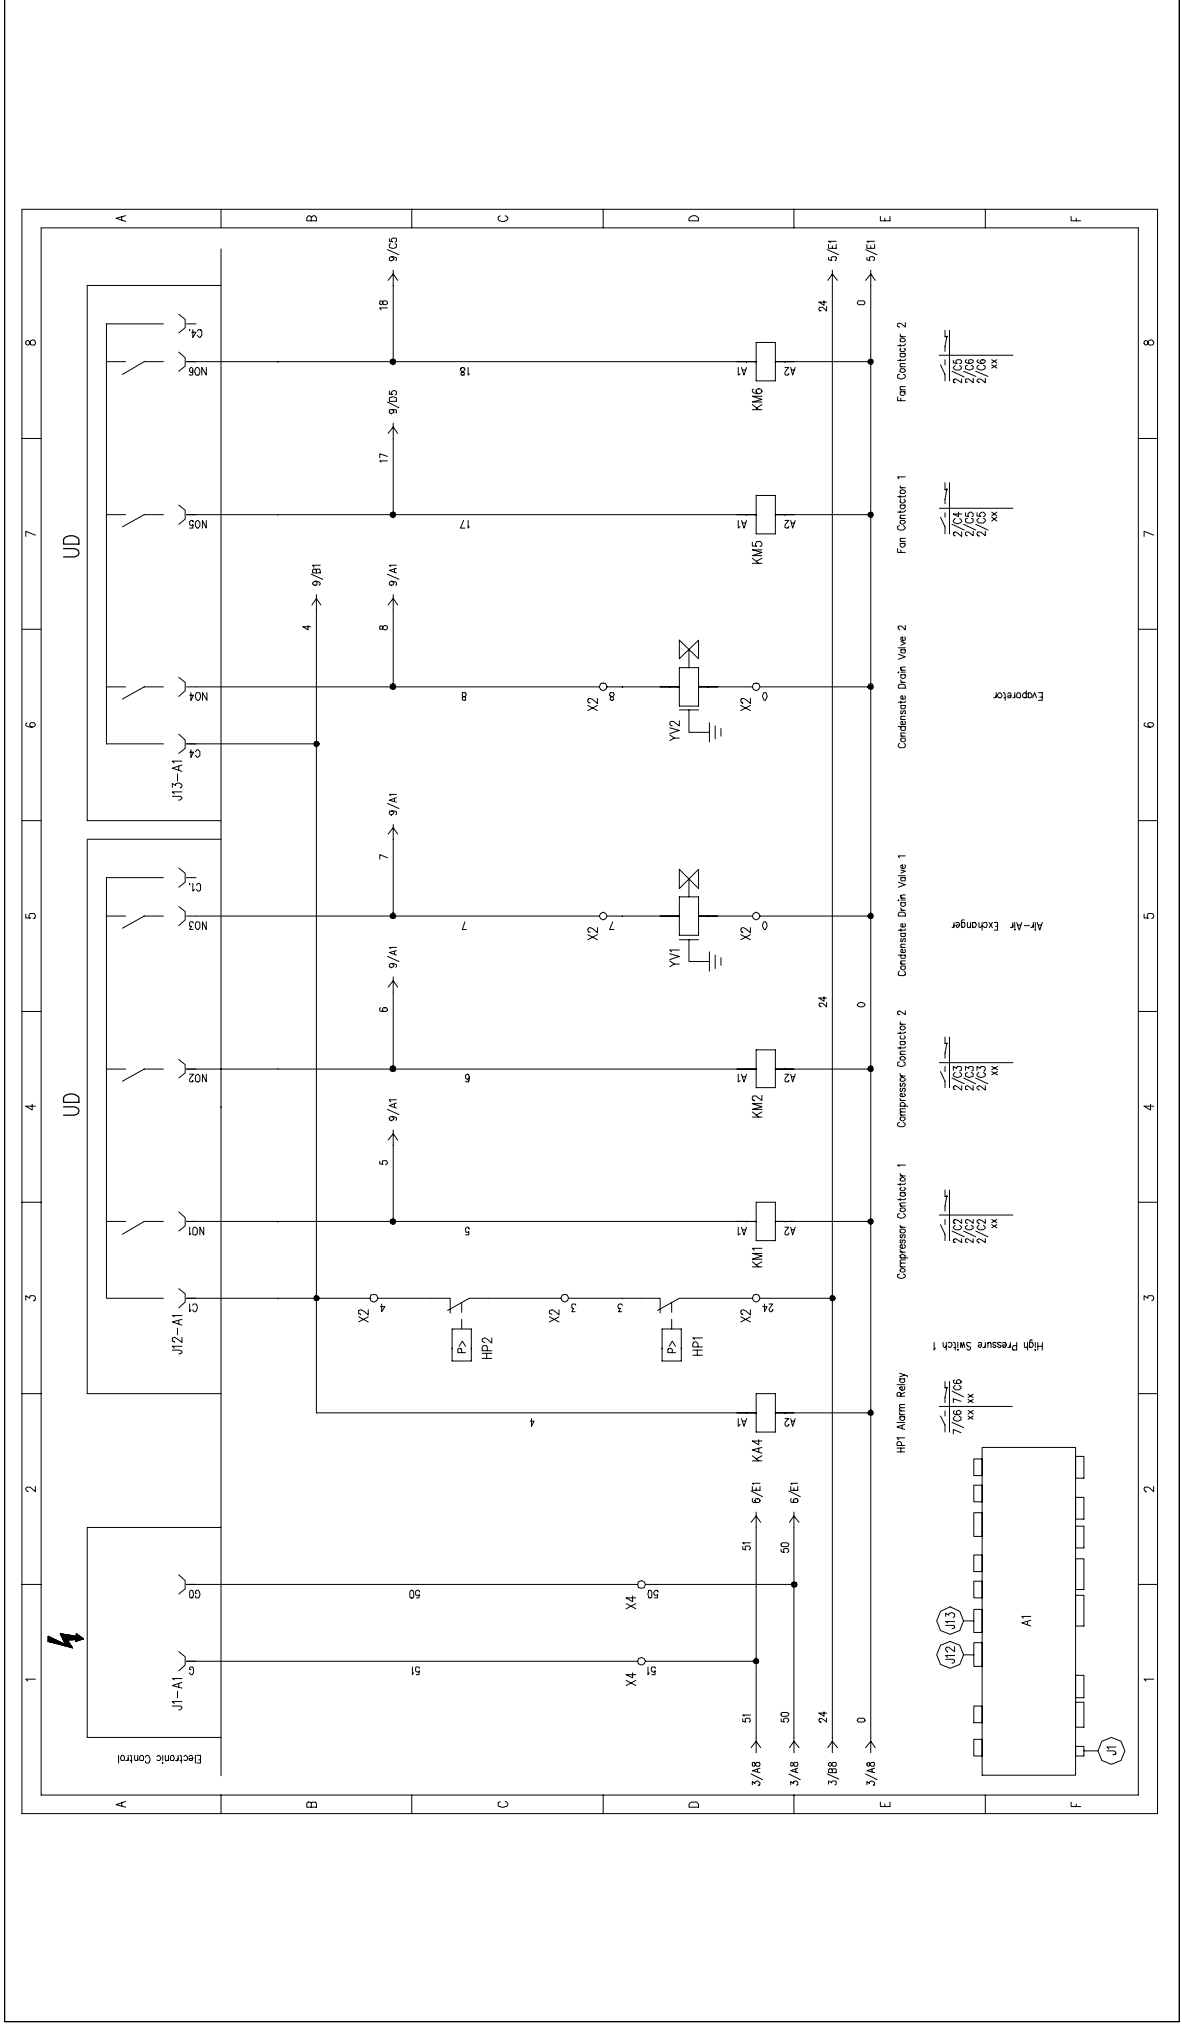 1 2 3 4 5 6 7 8
A
B
C
D
E
F
A
B
C
D
E
F
1 2 3 4 5 6 7 8
Electronic Control
UD
UD
J1-A1
G
G0
J12-A1
C1
NO1
NO2
NO3
C1.
J13-A1
C4
NO4
NO5
NO6
C4.
4
9/B1
5
9/A1
6
9/A1
7
9/A1
8
9/A1
17
9/D5
18
9/C5
51
50
4
5
6
7
8
17
18
X2
4
HP2
P>
X2
3
3
HP1
P>
X2
24
X4
51
X4
50
X2
7
YV1
X2
0
X2
8
YV2
X2
0
KA4
A1
A2
KM1
A1
A2
KM2
A1
A2
KM5
A1
A2
KM6
A1
A2
3/A8
51
51
6/E1
3/A8
50
50
6/E1
3/B8
24
24
24
5/E1
3/A8
0
0
0
5/E1
HP1 Alarm Relay
High Pressure Switch 1
Compressor Contactor 1
Compressor Contactor 2
Condensate Drain Valve 1
Air-Air Exchanger
Condensate Drain Valve 2
Evaporetor
Fan Contactor 1
Fan Contactor 2
7/C6 7/C6
xx xx
2/C2
2/C2
2/C2
xx
2/C3
2/C3
2/C3
xx
2/C4
2/C5
2/C5
xx
2/C5
2/C6
2/C6
xx
J12
J13
A1
J1